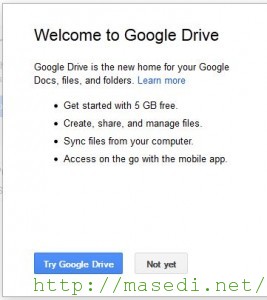 Welcome to Google Drive
Google Drive is the new home for your Google
Docs, files, and folders. Learn more
• Get started with 5 GB free.
• Create, share, and manage files.
• Sync files from your computer.
• Access on the go with the mobile app.
Try Google Drive Not yet
http://masedi.net/